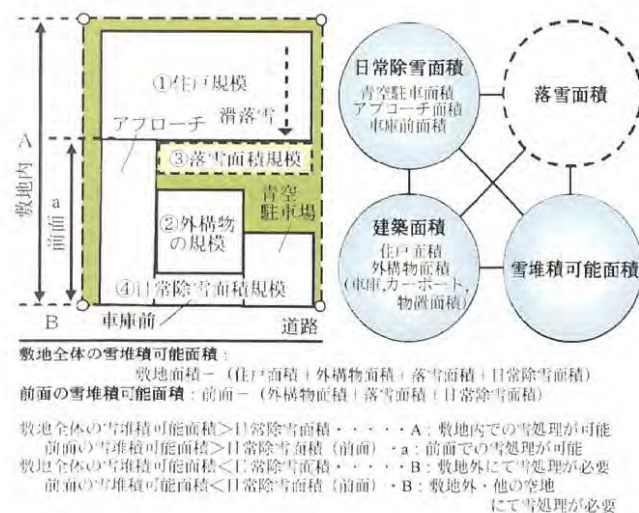 ①住戸規模
アプローチ
滑落雪
③落雪面積規模
青空
駐車場
②外構物
の規模
④日常除雪面積規模
敷地内
A
前面
a
B
車庫前
道路
日常除雪面積
青空駐車面積
アプローチ面積
車庫前面積
落雪面積
建築面積
住戸面積
外構物面積
(車庫,カーポート,
物置面積)
雪堆積可能面積
敷地全体の雪堆積可能面積：
敷地面積－（住戸面積＋外構物面積＋落雪面積＋日常除雪面積）
前面の雪堆積可能面積：前面－（外構物面積＋落雪面積＋日常除雪面積）
敷地全体の雪堆積可能面積＞日常除雪面積・・・・・A：敷地内での雪処理が可能
前面の雪堆積可能面積＞日常除雪面積（前面）・a：前面での雪処理が可能
敷地全体の雪堆積可能面積＜日常除雪面積・・・・・B：敷地外にて雪処理が必要
前面の雪堆積可能面積＜日常除雪面積（前面）・B：敷地外・他の空地
にて雪処理が必要